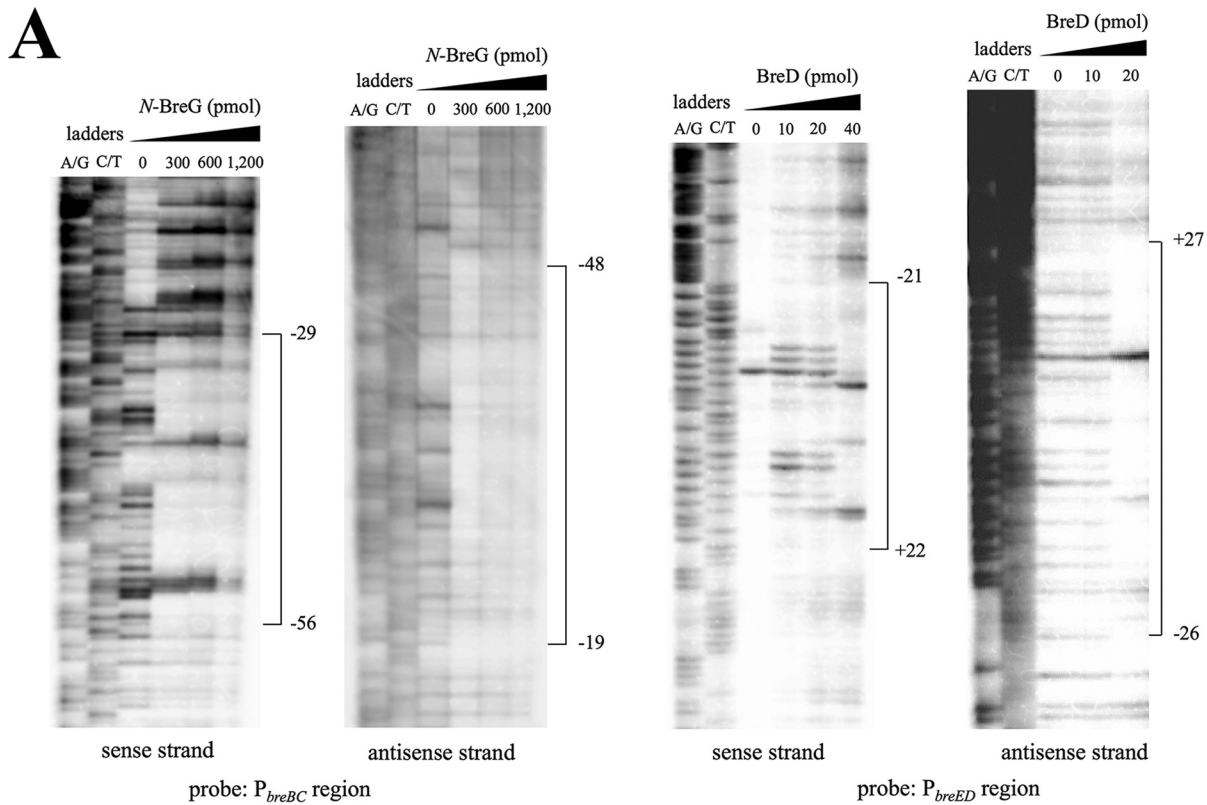 A
N-BreG (pmol)
ladders
A/G C/T 0 300 600 1,200
-29
-56
sense strand
N-BreG (pmol)
ladders
A/G C/T 0 300 600 1,200
-48
-19
antisense strand
probe: PbreBC region
BreD (pmol)
ladders
A/G C/T 0 10 20 40
-21
+22
sense strand
BreD (pmol)
ladders
A/G C/T 0 10 20
+27
-26
antisense strand
probe: PbreED region